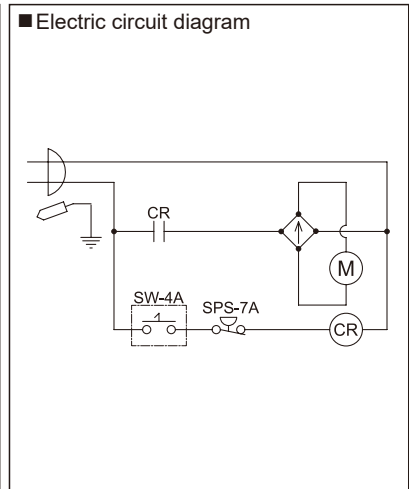 ■ Electric circuit diagram
CR
M
SW-4A
SPS-7A
CR